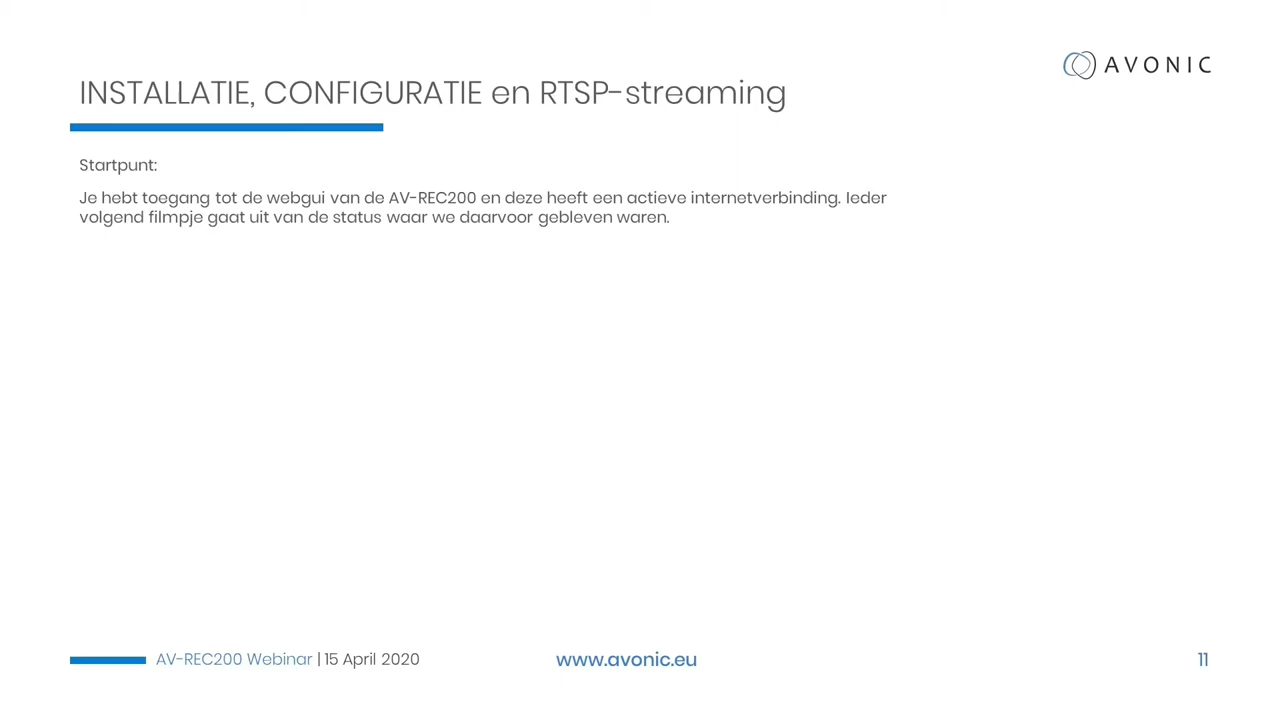 AVONIC
INSTALLATIE, CONFIGURATIE en RTSP-streaming
Startpunt:
Je hebt toegang tot de webgui van de AV-REC200 en deze heeft een actieve internetverbinding. Ieder
volgend filmpje gaat uit van de status waar we daarvoor gebleven waren.
AV-REC200 Webinar | 15 April 2020
www.avonic.eu
11